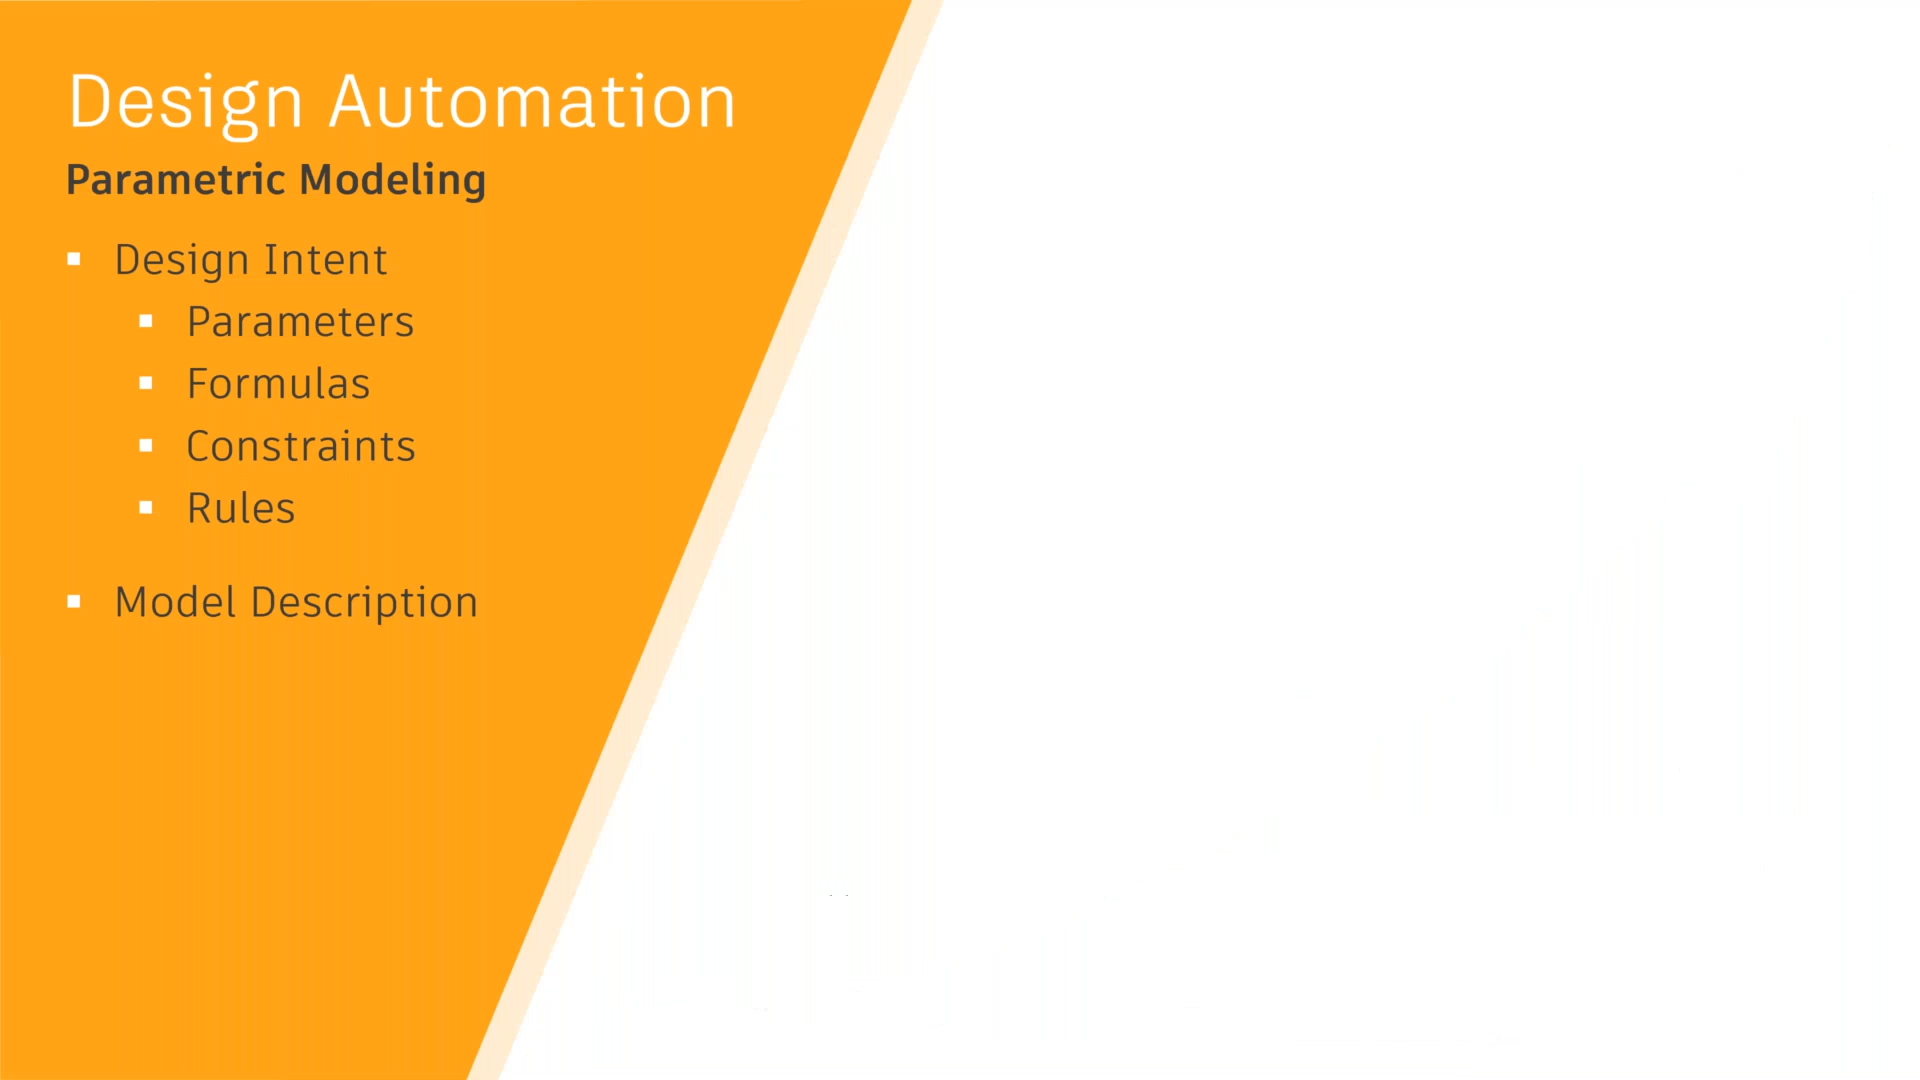 Design Automation
Parametric Modeling
Design Intent
Parameters
Formulas
Constraints
Rules
Model Description